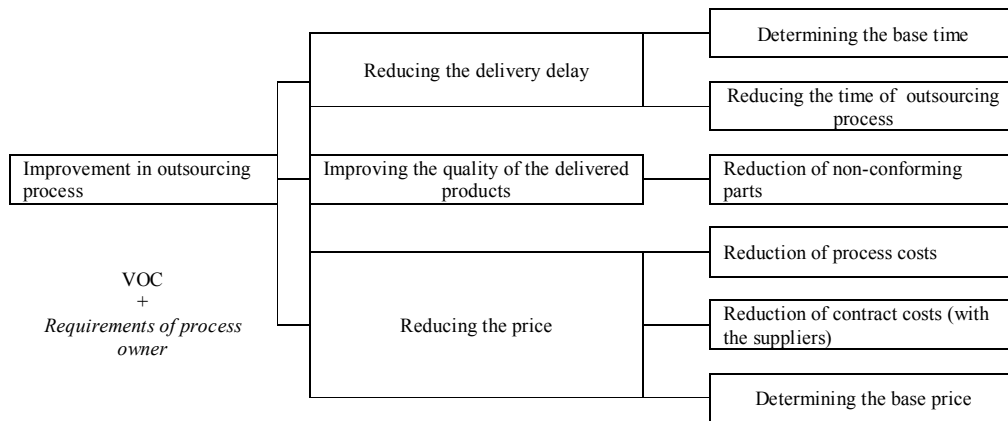 Improvement in outsourcing
process
VOC
+
Requirements of process
owner
Reducing the delivery delay
Improving the quality of the delivered
products
Reducing the price
Determining the base time
Reducing the time of outsourcing
process
Reduction of non-conforming
parts
Reduction of process costs
Reduction of contract costs (with
the suppliers)
Determining the base price